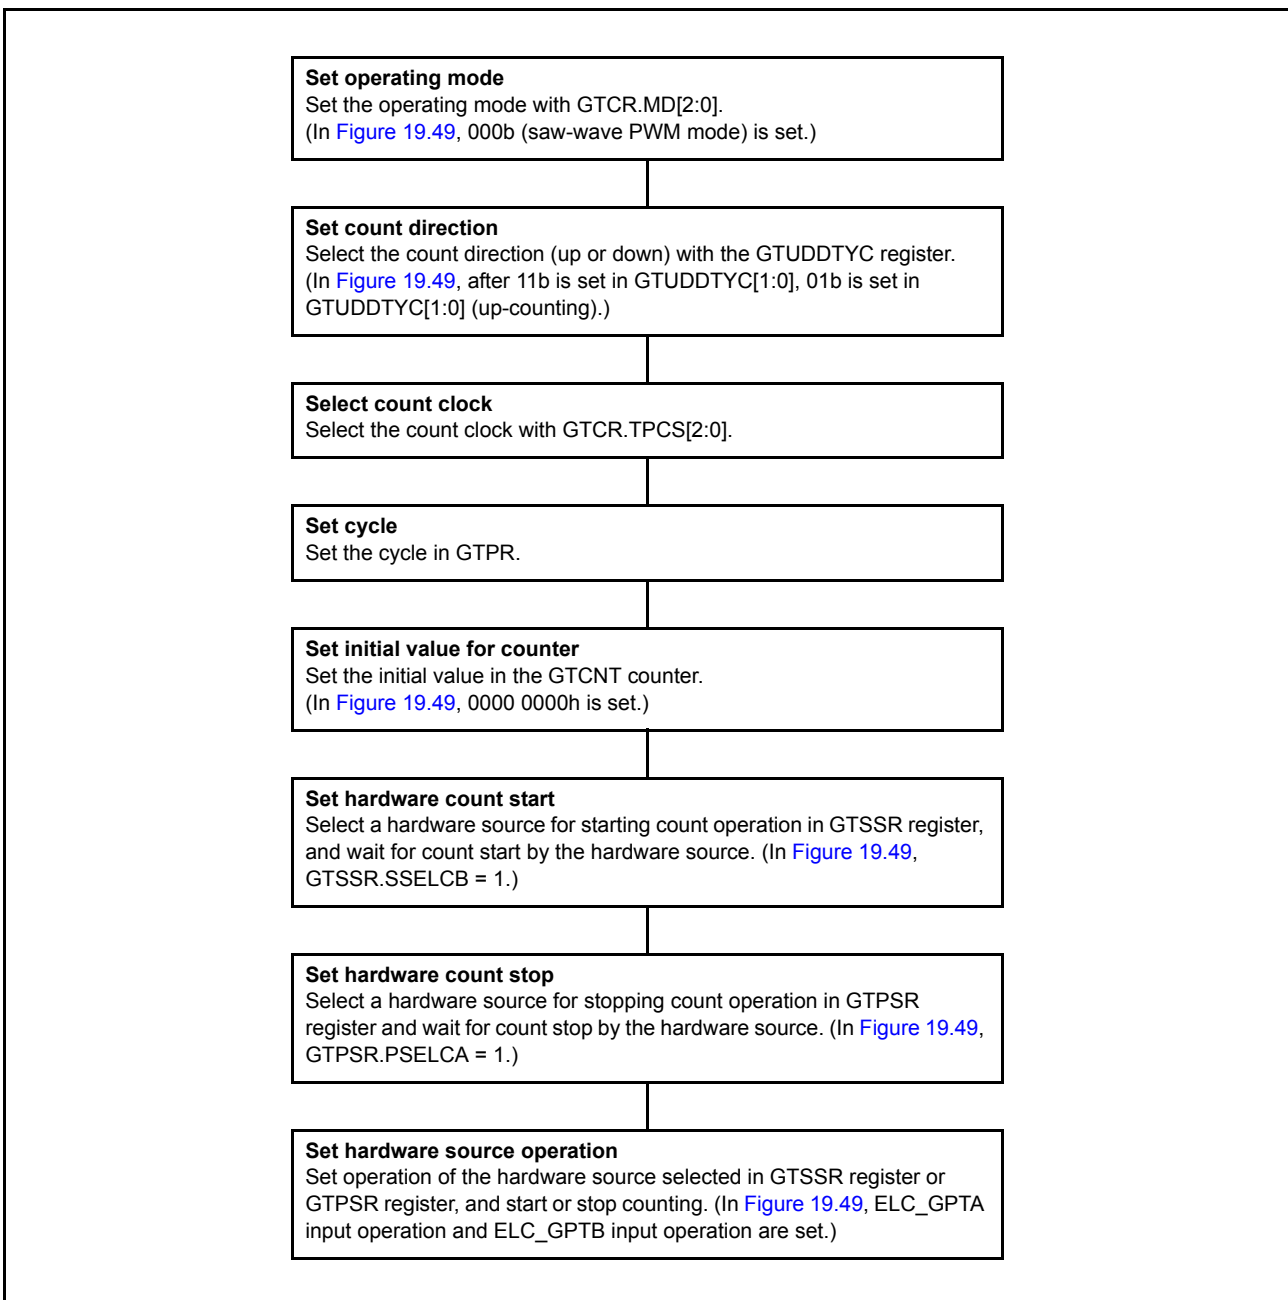 Set operating mode
Set the operating mode with GTCR.MD[2:0].
(In Figure 19.49, 000b (saw-wave PWM mode) is set.)
Set count direction
Select the count direction (up or down) with the GTUDDTYC register.
(In Figure 19.49, after 11b is set in GTUDDTYC[1:0], 01b is set in
GTUDDTYC[1:0] (up-counting).)
Select count clock
Select the count clock with GTCR.TPCS[2:0].
Set cycle
Set the cycle in GTPR.
Set initial value for counter
Set the initial value in the GTCNT counter.
(In Figure 19.49, 0000 0000h is set.)
Set hardware count start
Select a hardware source for starting count operation in GTSSR register,
and wait for count start by the hardware source. (In Figure 19.49,
GTSSR.SSELCB = 1.)
Set hardware count stop
Select a hardware source for stopping count operation in GTPSR
register and wait for count stop by the hardware source. (In Figure 19.49,
GTPSR.PSELCA = 1.)
Set hardware source operation
Set operation of the hardware source selected in GTSSR register or
GTPSR register, and start or stop counting. (In Figure 19.49, ELC_GPTA
input operation and ELC_GPTB input operation are set.)